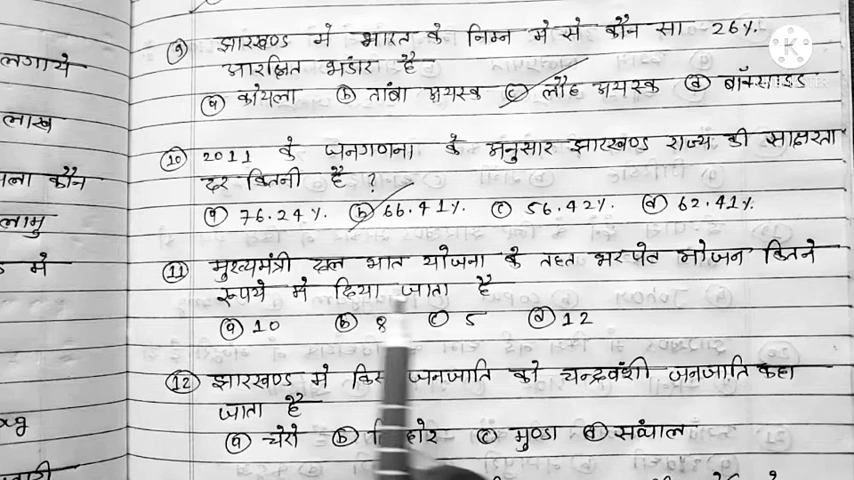 लगाये
लाख
कौन
लामु
में
9 झारखण्ड में भारत के निम्न में से कौन सा 26%
आरक्षित भंडार है
a कोयला b तांबा अयस्क c लौह अयस्क d बॉक्साइड
10 2011 के जनगणना के अनुसार झारखण्ड राज्य की साक्षरता
दर कितनी है ?
a 76.24% b 66.41% c 56.42% d 62.41%
11 मुख्यमंत्री दाल भात योजना के तहत भरपेट भोजन कितने
रूपये में दिया जाता है
a 10 b 8 c 5 d 12
12 झारखण्ड में जनजाति को चन्द्रवंशी जनजाति कहा
जाता है
a चेरो b c मुण्डा d संथाल
K
KINEMASTER